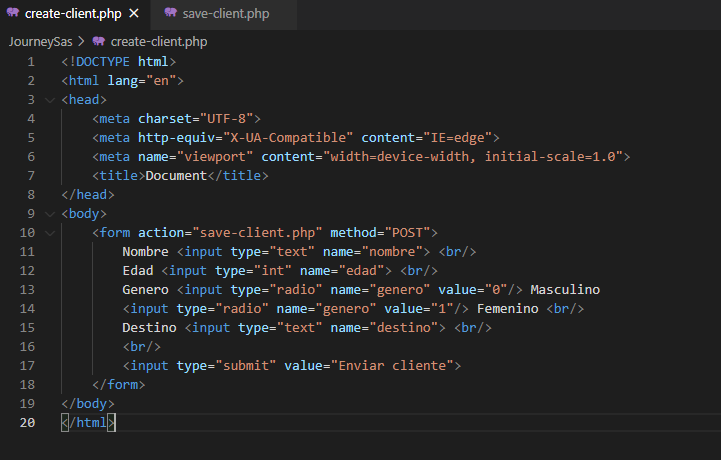 create-client.php × save-client.php
JourneySas > create-client.php
1 <!DOCTYPE html>
2 <html lang="en">
3 <head>
4 <meta charset="UTF-8">
5 <meta http-equiv="X-UA-Compatible" content="IE=edge">
6 <meta name="viewport" content="width=device-width, initial-scale=1.0">
7 <title>Document</title>
8 </head>
9 <body>
10 <form action="save-client.php" method="POST">
11 Nombre <input type="text" name="nombre"> <br/>
12 Edad <input type="int" name="edad"> <br/>
13 Genero <input type="radio" name="genero" value="0"/> Masculino
14 <input type="radio" name="genero" value="1"/> Femenino <br/>
15 Destino <input type="text" name="destino"> <br/>
16 <br/>
17 <input type="submit" value="Enviar cliente">
18 </form>
19 </body>
20 </html>